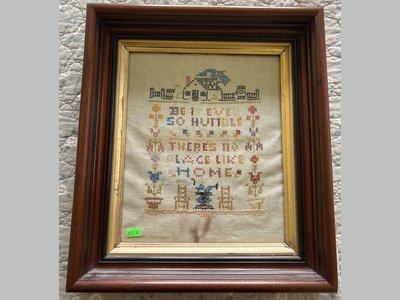 BE IT EVER
SO HUMBLE
THERES NO
PLACE LIKE
HOME